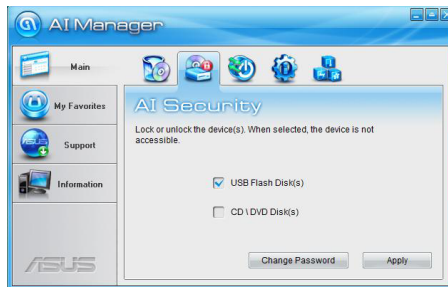 AI Manager
Main
My Favorites
Support
Information
AI Security
Lock or unlock the device(s). When selected, the device is not
accessible.
USB Flash Disk(s)
CD \ DVD Disk(s)
Change Password
Apply
ASUS